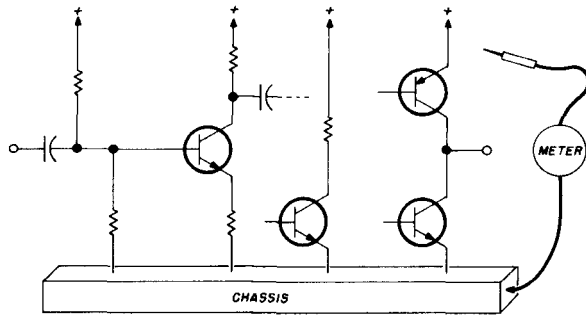 + + + +
METER
CHASSIS